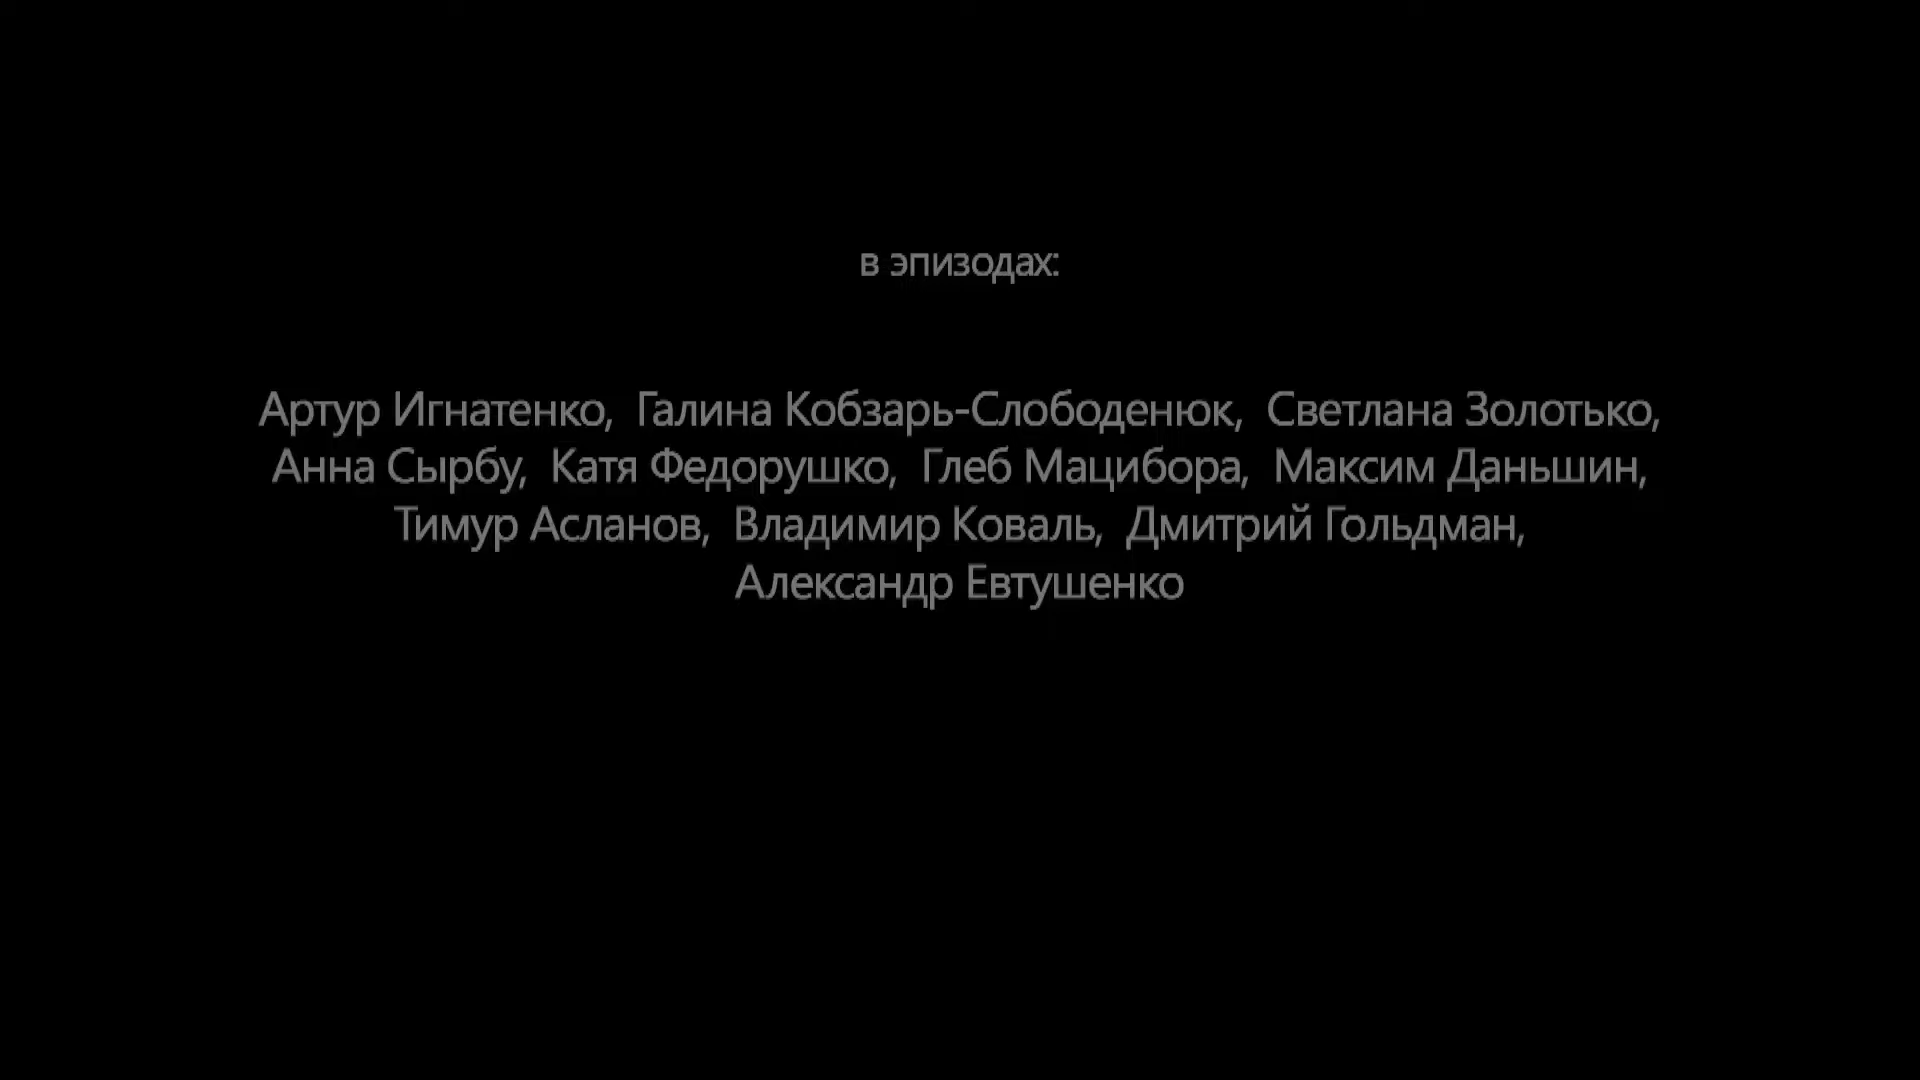 в эпизодах:
Артур Игнатенко, Галина Кобзарь-Слободенюк, Светлана Золотько,
Анна Сырбу, Катя Федорушко, Глеб Мацибора, Максим Даньшин,
Тимур Асланов, Владимир Коваль, Дмитрий Гольдман,
Александр Евтушенко